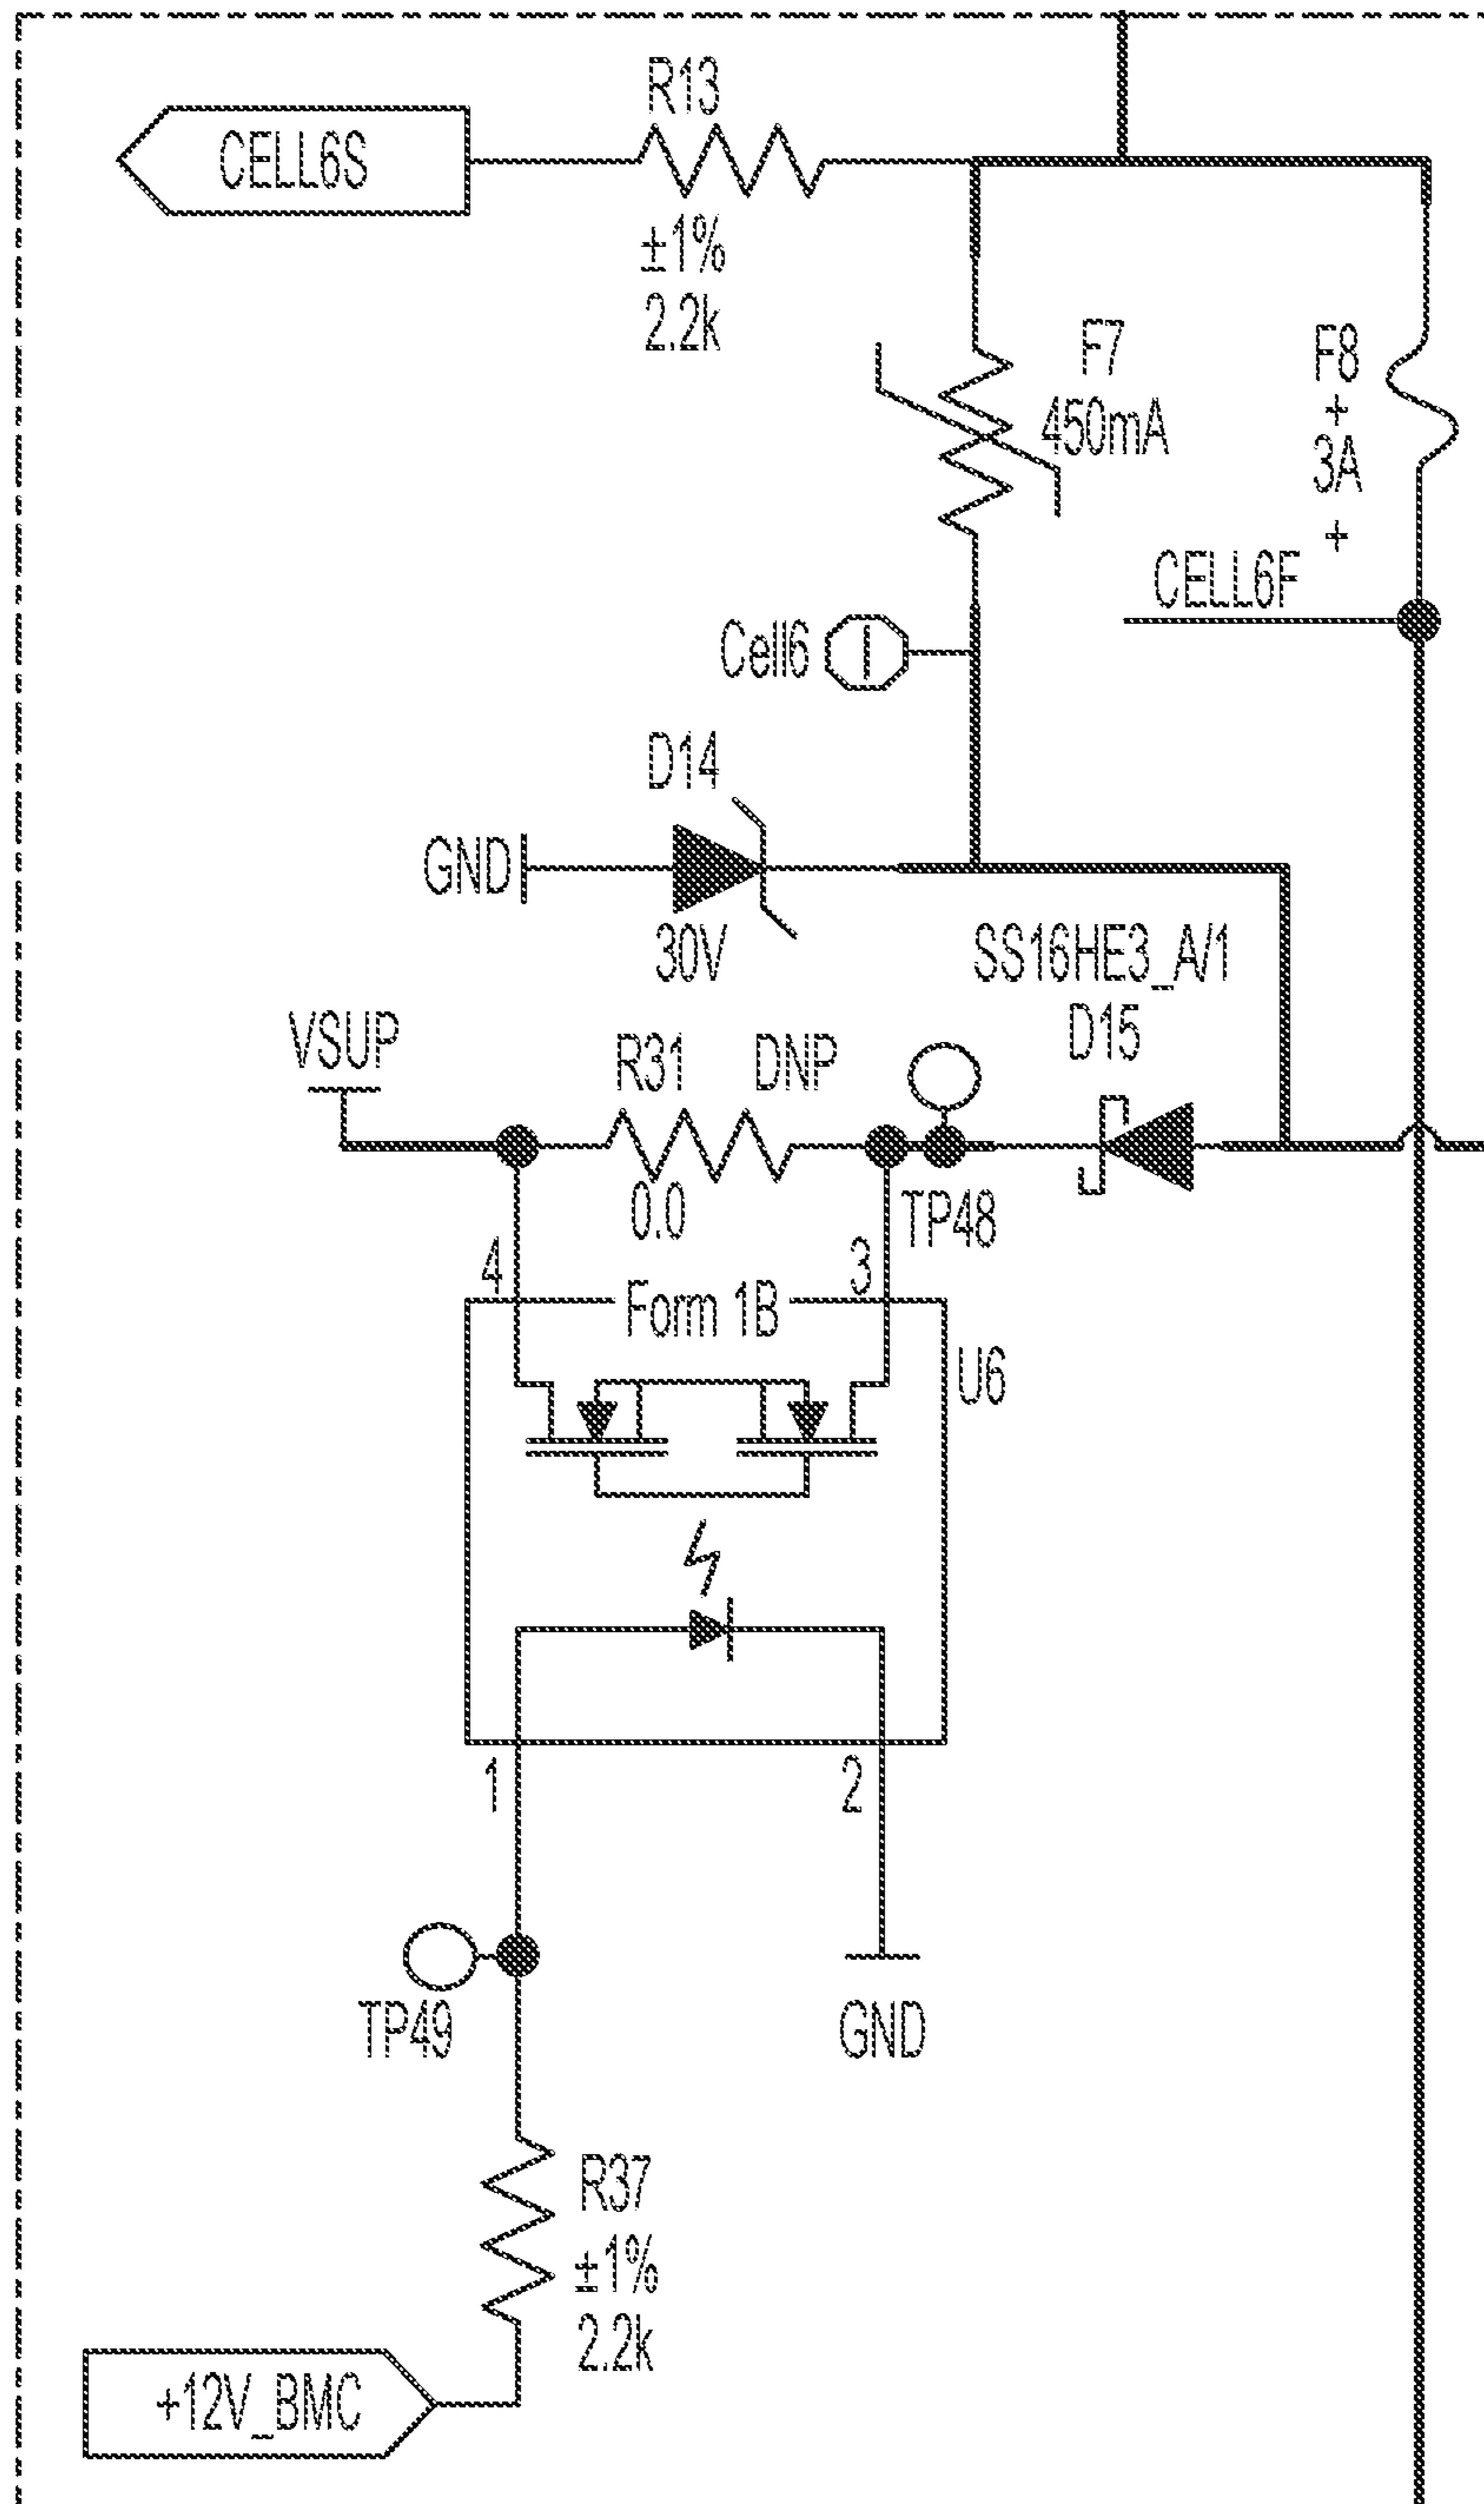 R13
CELL6S
±1%
2.2k
F7
450mA
F8
+
3A
+
CELL6F
Cell6
D14
GND
30V
SS16HE3_A/1
D15
VSUP
R31 DNP
0.0
TP48
4
3
Form 1B
U6
1
2
TP49
GND
R37
±1%
2.2k
+12V_BMC